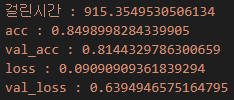 걸린시간 : 915.3549530506134
acc : 0.8498998284339905
val_acc : 0.8144329786300659
loss : 0.09090909361839294
val_loss : 0.6394946575164795